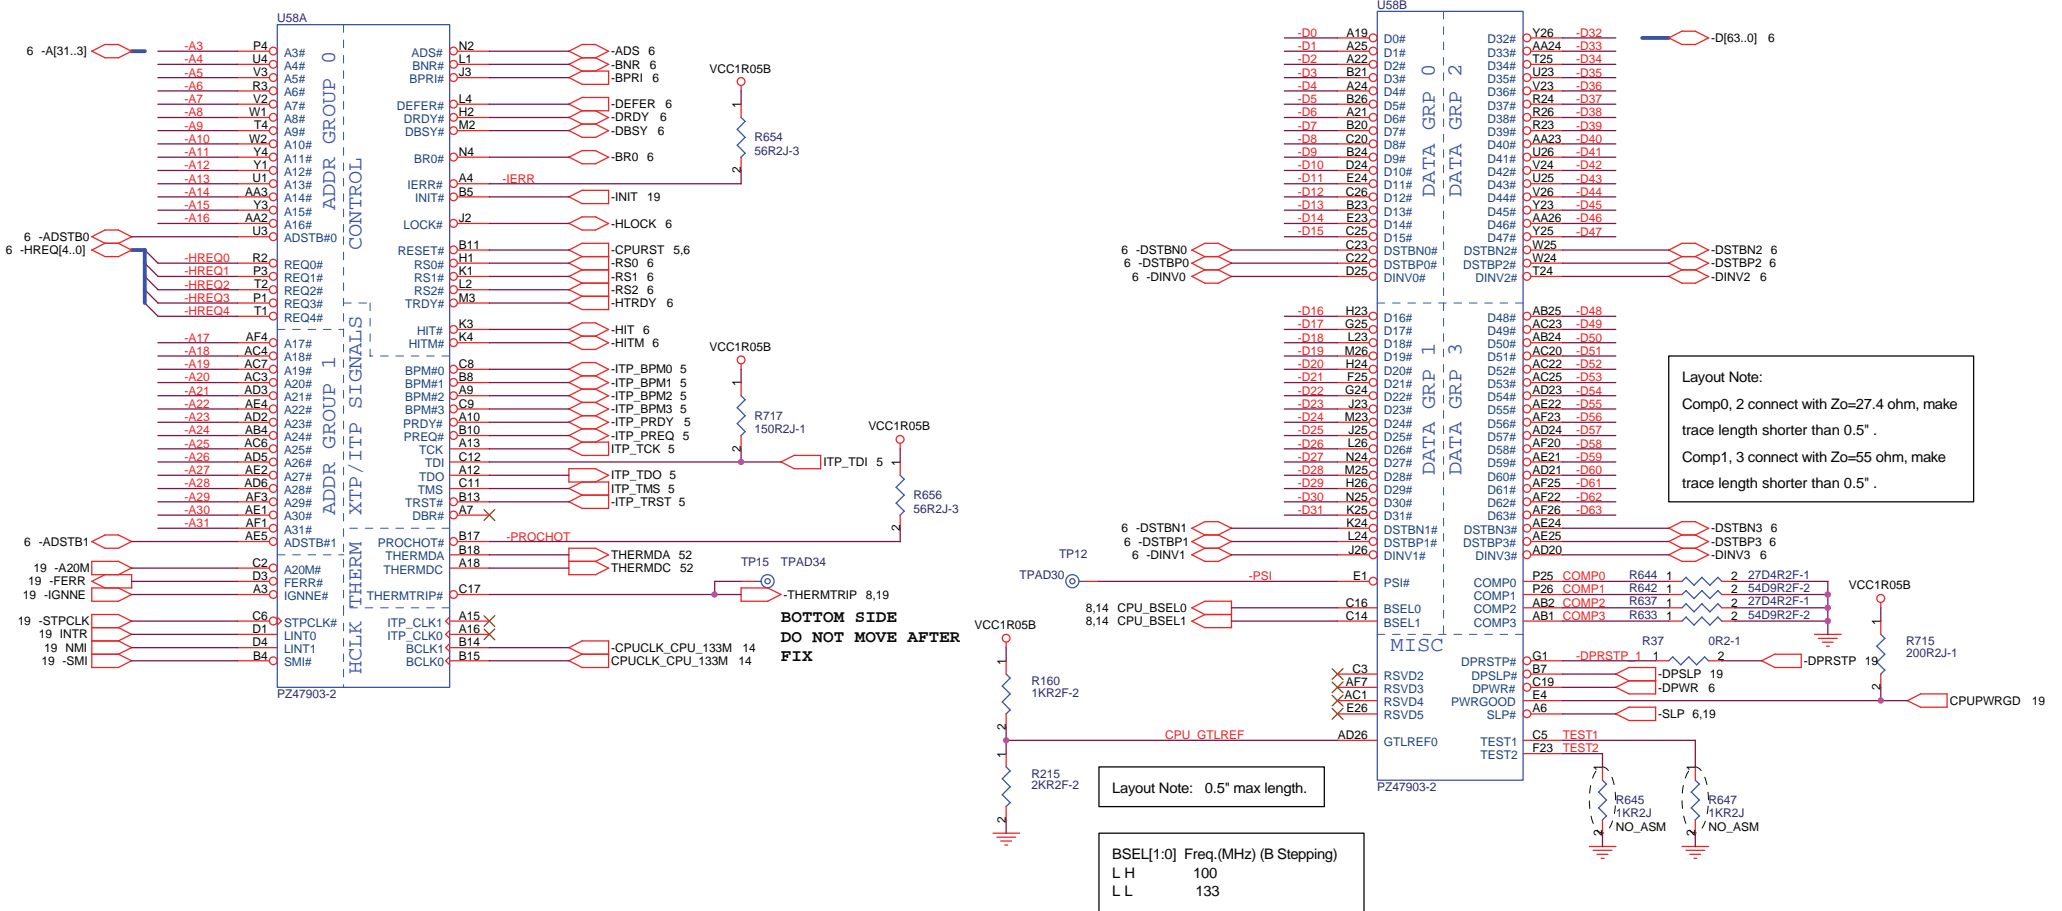 U58A
6 -A[31..3]
-A3 P4 A3#
-A4 U4 A4#
-A5 V3 A5#
-A6 R3 A6#
-A7 V2 A7#
-A8 W1 A8#
-A9 T4 A9#
-A10 W2 A10#
-A11 Y4 A11#
-A12 Y1 A12#
-A13 U1 A13#
-A14 AA3 A14#
-A15 Y3 A15#
-A16 AA2 A16#
6 -ADSTB0 U3 ADSTB#0
6 -HREQ[4..0]
-HREQ0 R2 REQ0#
-HREQ1 P3 REQ1#
-HREQ2 T2 REQ2#
-HREQ3 P1 REQ3#
-HREQ4 T1 REQ4#
-A17 AF4 A17#
-A18 AC4 A18#
-A19 AC7 A19#
-A20 AC3 A20#
-A21 AD3 A21#
-A22 AE4 A22#
-A23 AD2 A23#
-A24 AB4 A24#
-A25 AC6 A25#
-A26 AD5 A26#
-A27 AE2 A27#
-A28 AD6 A28#
-A29 AF3 A29#
-A30 AE1 A30#
-A31 AF1 A31#
6 -ADSTB1 AE5 ADSTB#1
19 -A20M C2 A20M#
19 -FERR D3 FERR#
19 -IGNNE A3 IGNNE#
19 -STPCLK C6 STPCLK#
19 INTR D1 LINT0
19 NMI D4 LINT1
19 -SMI B4 SMI#
PZ47903-2
ADDR GROUP 0
CONTROL
ADDR GROUP 1
XTP/ITP SIGNALS
THERM
HCLK
ADS# N2 -ADS 6
BNR# L1 -BNR 6
BPRI# J3 -BPRI 6
DEFER# L4 -DEFER 6
DRDY# H2 -DRDY 6
DBSY# M2 -DBSY 6
BR0# N4 -BR0 6
IERR# A4 -IERR
INIT# B5 -INIT 19
LOCK# J2 -HLOCK 6
RESET# B11 -CPURST 5,6
RS0# H1 -RS0 6
RS1# K1 -RS1 6
RS2# L2 -RS2 6
TRDY# M3 -HTRDY 6
HIT# K3 -HIT 6
HITM# K4 -HITM 6
BPM#0 C8 -ITP_BPM0 5
BPM#1 B8 -ITP_BPM1 5
BPM#2 A9 -ITP_BPM2 5
BPM#3 C9 -ITP_BPM3 5
PRDY# A10 -ITP_PRDY 5
PREQ# B10 -ITP_PREQ 5
TCK A13 ITP_TCK 5
TDI C12 ITP_TDI 5
TDO A12 ITP_TDO 5
TMS C11 ITP_TMS 5
TRST# B13 -ITP_TRST 5
DBR# A7
PROCHOT# B17 -PROCHOT
THERMDA B18 THERMDA 52
THERMDC A18 THERMDC 52
THERMTRIP# C17 -THERMTRIP 8,19
ITP_CLK1 A15
ITP_CLK0 A16
BCLK1 B14 -CPUCLK_CPU_133M 14
BCLK0 B15 CPUCLK_CPU_133M 14
VCC1R05B
1
R654
56R2J-3
2
VCC1R05B
1
R717
150R2J-1
2
VCC1R05B
1
R656
56R2J-3
2
TP15 TPAD34
BOTTOM SIDE
DO NOT MOVE AFTER
FIX
U58B
-D0 A19 D0#
-D1 A25 D1#
-D2 A22 D2#
-D3 B21 D3#
-D4 A24 D4#
-D5 B26 D5#
-D6 A21 D6#
-D7 B20 D7#
-D8 C20 D8#
-D9 B24 D9#
-D10 D24 D10#
-D11 E24 D11#
-D12 C26 D12#
-D13 B23 D13#
-D14 E23 D14#
-D15 C25 D15#
6 -DSTBN0 C23 DSTBN0#
6 -DSTBP0 C22 DSTBP0#
6 -DINV0 D25 DINV0#
-D16 H23 D16#
-D17 G25 D17#
-D18 L23 D18#
-D19 M26 D19#
-D20 H24 D20#
-D21 F25 D21#
-D22 G24 D22#
-D23 J23 D23#
-D24 M23 D24#
-D25 J25 D25#
-D26 L26 D26#
-D27 N24 D27#
-D28 M25 D28#
-D29 H26 D29#
-D30 N25 D30#
-D31 K25 D31#
6 -DSTBN1 K24 DSTBN1#
6 -DSTBP1 L24 DSTBP1#
6 -DINV1 J26 DINV1#
TP12
TPAD30 -PSI E1 PSI#
8,14 CPU_BSEL0 C16 BSEL0
8,14 CPU_BSEL1 C14 BSEL1
C3 RSVD2
AF7 RSVD3
AC1 RSVD4
E26 RSVD5
CPU_GTLREF AD26 GTLREF0
PZ47903-2
DATA GRP 0
DATA GRP 2
DATA GRP 1
DATA GRP 3
MISC
D32# Y26 -D32
D33# AA24 -D33
D34# T25 -D34
D35# U23 -D35
D36# V23 -D36
D37# R24 -D37
D38# R26 -D38
D39# R23 -D39
D40# AA23 -D40
D41# U26 -D41
D42# V24 -D42
D43# U25 -D43
D44# V26 -D44
D45# Y23 -D45
D46# AA26 -D46
D47# Y25 -D47
-D[63..0] 6
DSTBN2# W25 -DSTBN2 6
DSTBP2# W24 -DSTBP2 6
DINV2# T24 -DINV2 6
D48# AB25 -D48
D49# AC23 -D49
D50# AB24 -D50
D51# AC20 -D51
D52# AC22 -D52
D53# AC25 -D53
D54# AD23 -D54
D55# AE22 -D55
D56# AF23 -D56
D57# AD24 -D57
D58# AF20 -D58
D59# AE21 -D59
D60# AD21 -D60
D61# AF25 -D61
D62# AF22 -D62
D63# AF26 -D63
DSTBN3# AE24 -DSTBN3 6
DSTBP3# AE25 -DSTBP3 6
DINV3# AD20 -DINV3 6
COMP0 P25 COMP0 R644 1 2 27D4R2F-1
COMP1 P26 COMP1 R642 1 2 54D9R2F-2
COMP2 AB2 COMP2 R637 1 2 27D4R2F-1
COMP3 AB1 COMP3 R633 1 2 54D9R2F-2
R37 0R2-1
DPRSTP# G1 -DPRSTP_1 1 2 -DPRSTP 19
DPSLP# B7 -DPSLP 19
DPWR# C19 -DPWR 6
PWRGOOD E4 CPUPWRGD 19
SLP# A6 -SLP 6,19
TEST1 C5 TEST1
TEST2 F23 TEST2
VCC1R05B
1
R715
200R2J-1
2
1
R645
1KR2J
2 NO_ASM
1
R647
1KR2J
2 NO_ASM
VCC1R05B
1
R160
1KR2F-2
2
1
R215
2KR2F-2
2
Layout Note:
Comp0, 2 connect with Zo=27.4 ohm, make
trace length shorter than 0.5" .
Comp1, 3 connect with Zo=55 ohm, make
trace length shorter than 0.5" .
Layout Note: 0.5" max length.
BSEL[1:0] Freq.(MHz) (B Stepping)
L H 100
L L 133